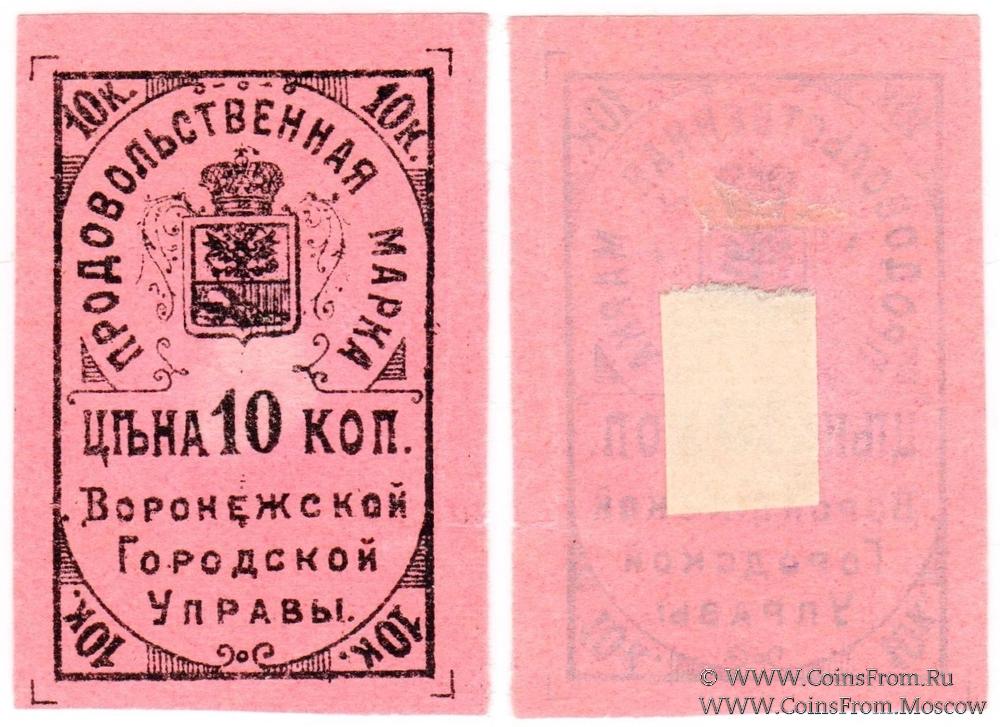 10К. 10К.
ПРОДОВОЛЬСТВЕННАЯ МАРКА
ЦѢНА 10 КОП.
ВОРОНЕЖСКОЙ
ГОРОДСКОЙ
УПРАВЫ.
10К. 10К.
© WWW.CoinsFrom.Ru
WWW.CoinsFrom.Moscow